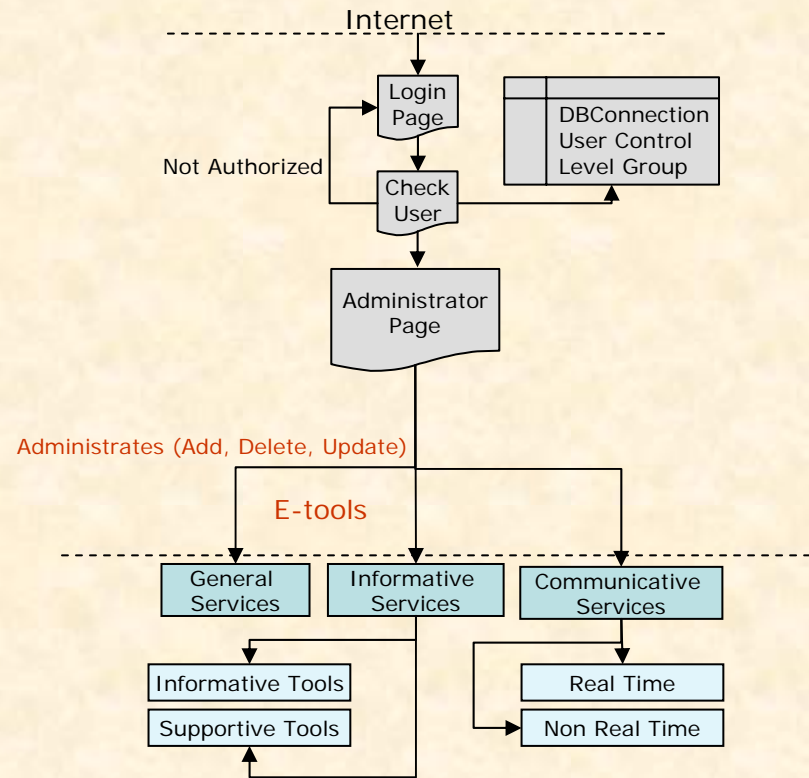 Internet
Login
Page
DBConnection
User Control
Level Group
Not Authorized
Check
User
Administrator
Page
Administrates (Add, Delete, Update)
E-tools
General
Services
Informative
Services
Communicative
Services
Informative Tools
Supportive Tools
Real Time
Non Real Time